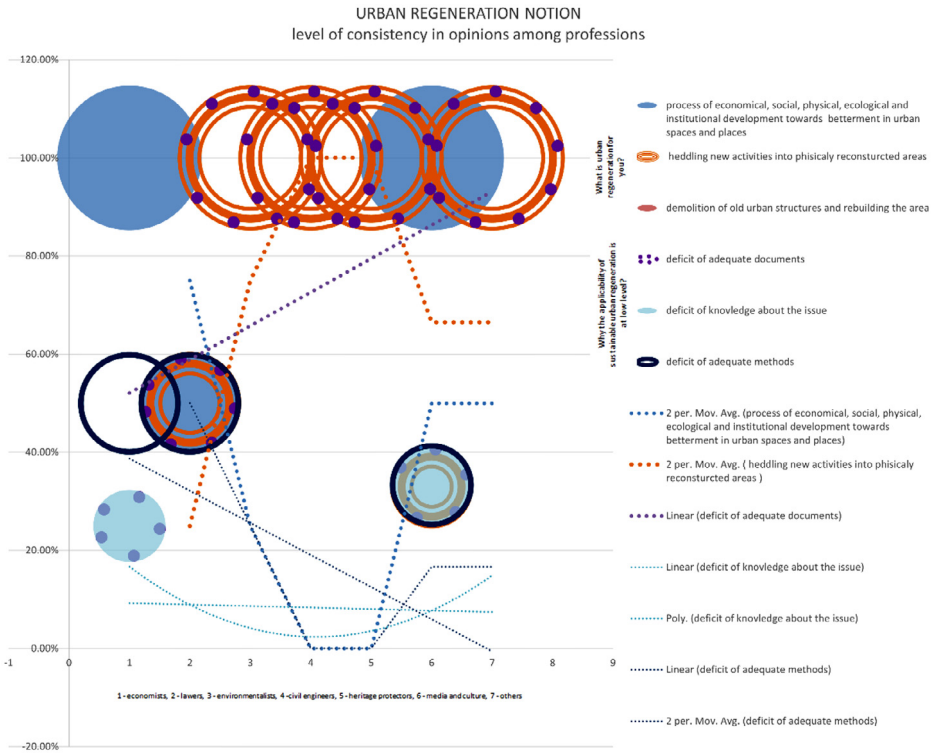 URBAN REGENERATION NOTION
level of consistency in opinions among professions
120.00%
100.00%
80.00%
60.00%
40.00%
20.00%
0.00%
-20.00%
-1 0 1 2 3 4 5 6 7 8 9
1 - economists, 2 - lawers, 3 - environmentalists, 4 -civil engineers, 5 - heritage protectors, 6 - media and culture, 7 - others
What is urban
regeneration for
you?
Why the applicability of
sustainable urban regeneration is
at low level?
process of economical, social, physical, ecological and
institutional development towards betterment in urban
spaces and places
heddling new activities into phisicaly reconsturcted areas
demolition of old urban structures and rebuilding the area
deficit of adequate documents
deficit of knowledge about the issue
deficit of adequate methods
2 per. Mov. Avg. (process of economical, social, physical,
ecological and institutional development towards
betterment in urban spaces and places)
2 per. Mov. Avg. ( heddling new activities into phisicaly
reconsturcted areas )
Linear (deficit of adequate documents)
Linear (deficit of knowledge about the issue)
Poly. (deficit of knowledge about the issue)
Linear (deficit of adequate methods)
2 per. Mov. Avg. (deficit of adequate methods)